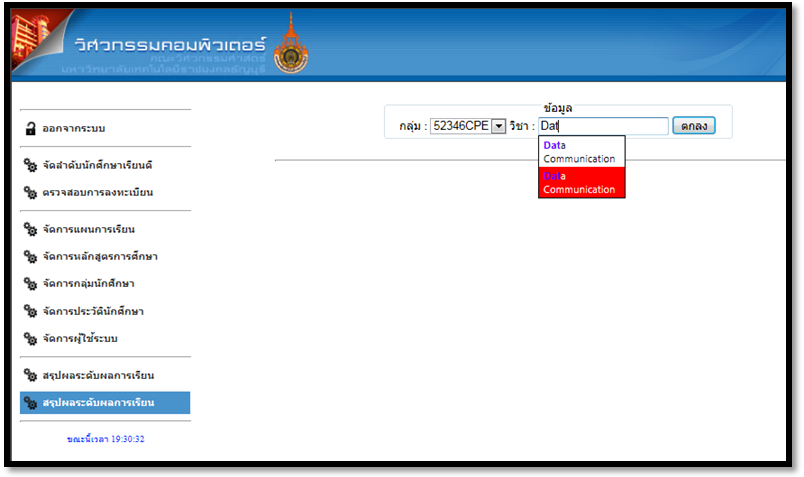 วิศวกรรมคอมพิวเตอร์
คณะวิศวกรรมศาสตร์
มหาวิทยาลัยเทคโนโลยีราชมงคลธัญบุรี
ออกจากระบบ
จัดลำดับนักศึกษาเรียนดี
ตรวจสอบการลงทะเบียน
จัดการแผนการเรียน
จัดการหลักสูตรการศึกษา
จัดการกลุ่มนักศึกษา
จัดการประวัตินักศึกษา
จัดการผู้ใช้ระบบ
สรุปผลระดับผลการเรียน
สรุปผลระดับผลการเรียน
ขณะนี้เวลา 19:30:32
ข้อมูล
กลุ่ม : 52346CPE วิชา : Dat ตกลง
Data
Communication
Data
Communication